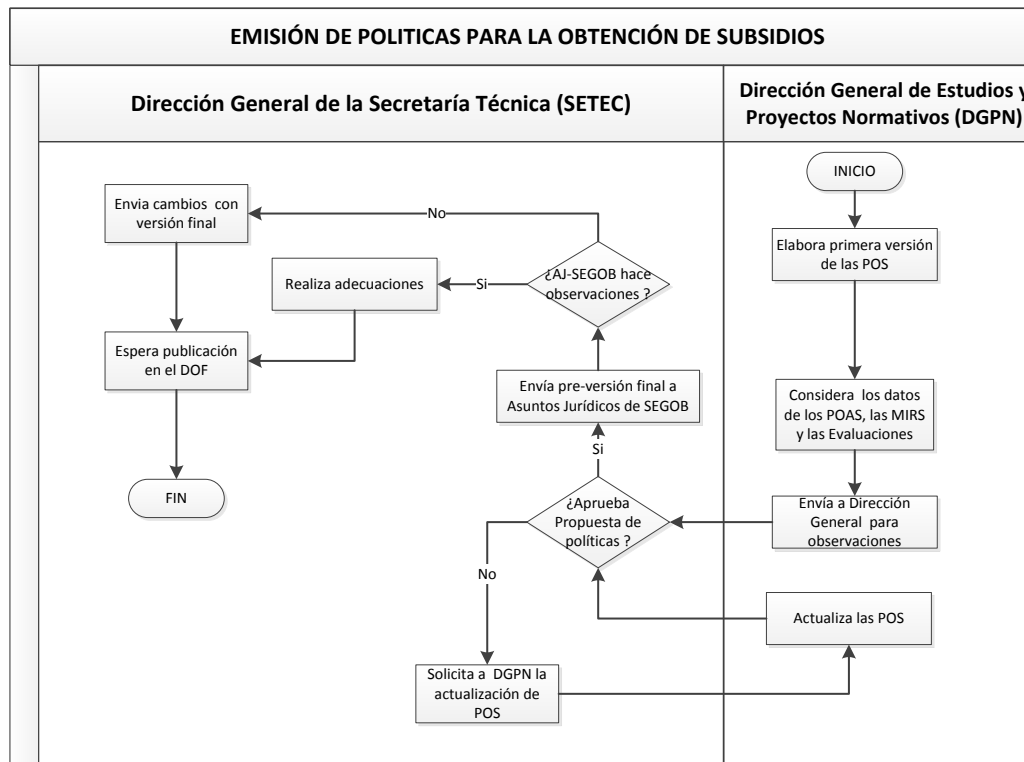 EMISIÓN DE POLITICAS PARA LA OBTENCIÓN DE SUBSIDIOS
Dirección General de la Secretaría Técnica (SETEC)
Dirección General de Estudios y
Proyectos Normativos (DGPN)
INICIO
Elabora primera versión
de las POS
Considera los datos
de los POAS, las MIRS
y las Evaluaciones
Envía a Dirección
General para
observaciones
¿Aprueba
Propuesta de
políticas ?
No
Solicita a DGPN la
actualización de
POS
Actualiza las POS
Si
Envía pre-versión final a
Asuntos Jurídicos de SEGOB
¿AJ-SEGOB hace
observaciones ?
Si
Realiza adecuaciones
No
Envia cambios con
versión final
Espera publicación
en el DOF
FIN